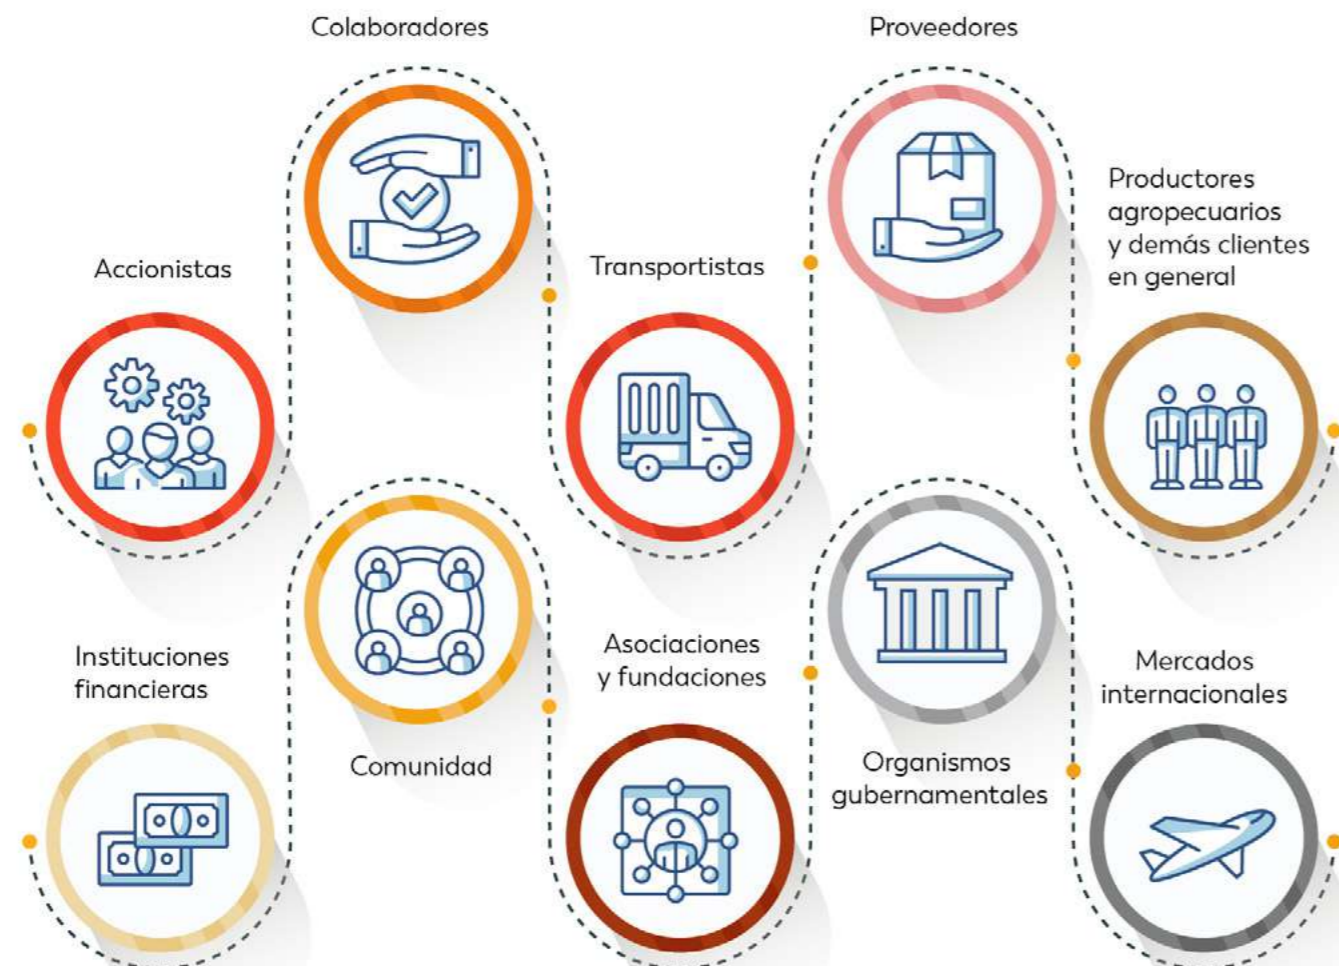 Colaboradores
Proveedores
Productores
agropecuarios
y demás clientes
en general
Accionistas
Transportistas
Instituciones
financieras
Comunidad
Asociaciones
y fundaciones
Organismos
gubernamentales
Mercados
internacionales